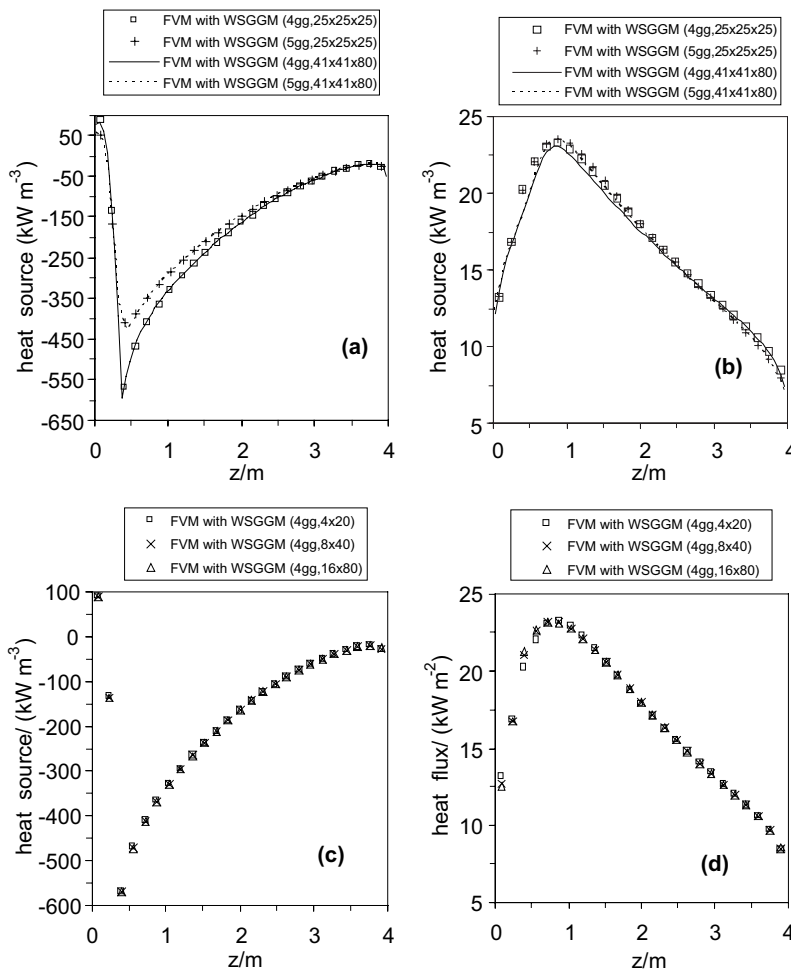 FVM with WSGGM (4gg,25x25x25)
FVM with WSGGM (5gg,25x25x25)
FVM with WSGGM (4gg,41x41x80)
FVM with WSGGM (5gg,41x41x80)
heat source (kW m-3)
50
-50
-150
-250
-350
-450
-550
-650
(a)
0 1 2 3 4
z/m
FVM with WSGGM (4gg,25x25x25)
FVM with WSGGM (5gg,25x25x25)
FVM with WSGGM (4gg,41x41x80)
FVM with WSGGM (5gg,41x41x80)
heat source (kW m-3)
25
20
15
10
5
(b)
0 1 2 3 4
z/m
FVM with WSGGM (4gg,4x20)
FVM with WSGGM (4gg,8x40)
FVM with WSGGM (4gg,16x80)
heat source/ (kW m-3)
100
0
-100
-200
-300
-400
-500
-600
(c)
0 1 2 3 4
z/m
FVM with WSGGM (4gg,4x20)
FVM with WSGGM (4gg,8x40)
FVM with WSGGM (4gg,16x80)
heat flux/ (kW m-2)
25
20
15
10
5
(d)
0 1 2 3 4
z/m